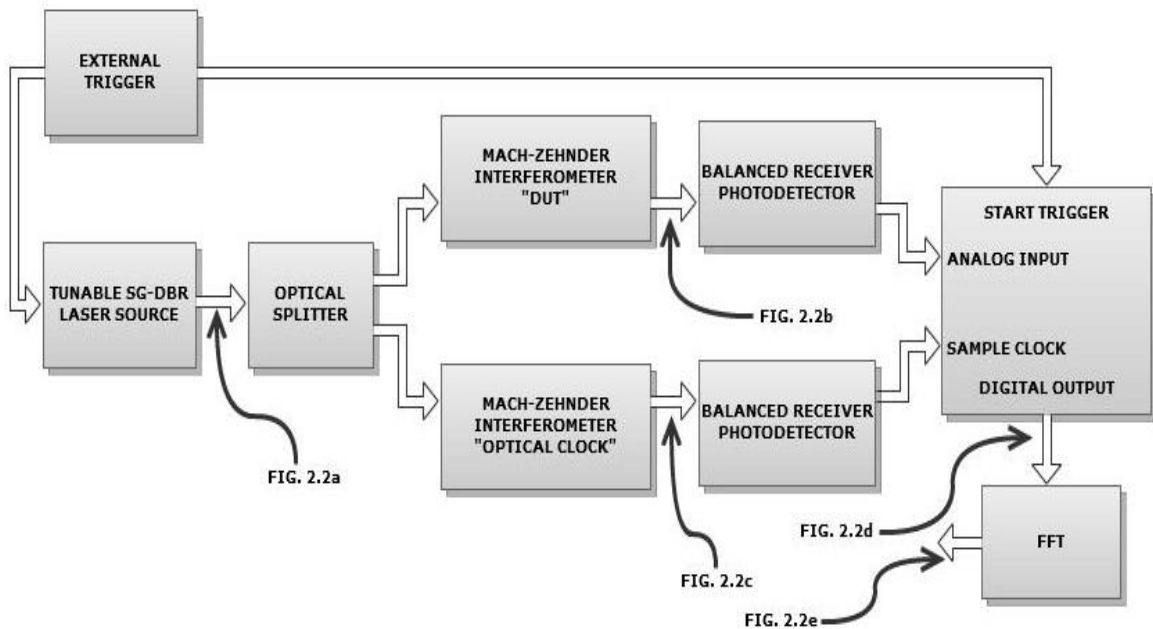 EXTERNAL
TRIGGER
MACH-ZEHNDER
INTERFEROMETER
"DUT"
BALANCED RECEIVER
PHOTODETECTOR
START TRIGGER
ANALOG INPUT
SAMPLE CLOCK
DIGITAL OUTPUT
TUNABLE SG-DBR
LASER SOURCE
OPTICAL
SPLITTER
FIG. 2.2b
MACH-ZEHNDER
INTERFEROMETER
"OPTICAL CLOCK"
BALANCED RECEIVER
PHOTODETECTOR
FIG. 2.2a
FIG. 2.2c
FIG. 2.2d
FFT
FIG. 2.2e